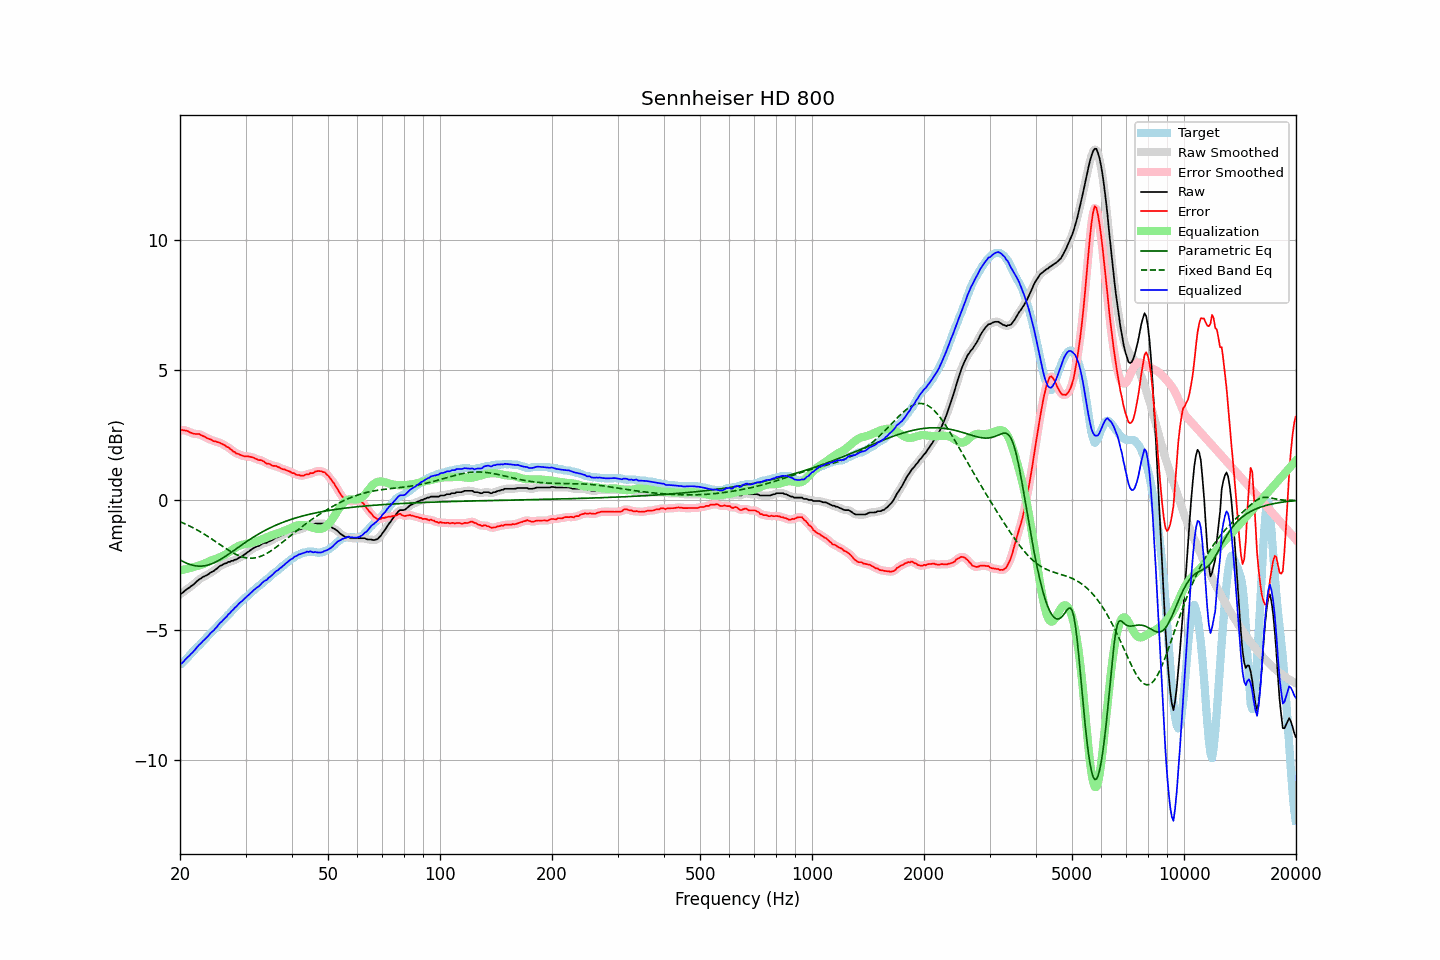 Sennheiser HD 800
Target
Raw Smoothed
Error Smoothed
Raw
Error
Equalization
Parametric Eq
Fixed Band Eq
Equalized
Amplitude (dBr)
10
5
0
−5
−10
20 50 100 200 500 1000 2000 5000 10000 20000
Frequency (Hz)